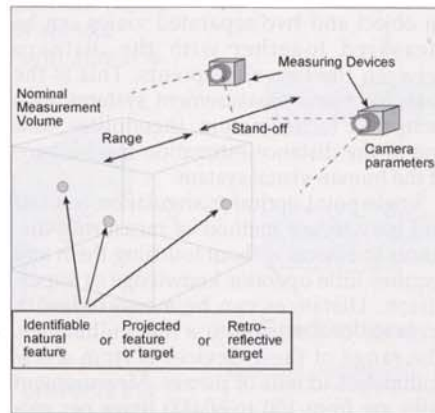 Measuring Devices
Nominal
Measurement
Volume
Range
Stand-off
Camera
parameters
Identifiable
natural
feature
or
Projected
feature
or target
or
Retro-
reflective
target